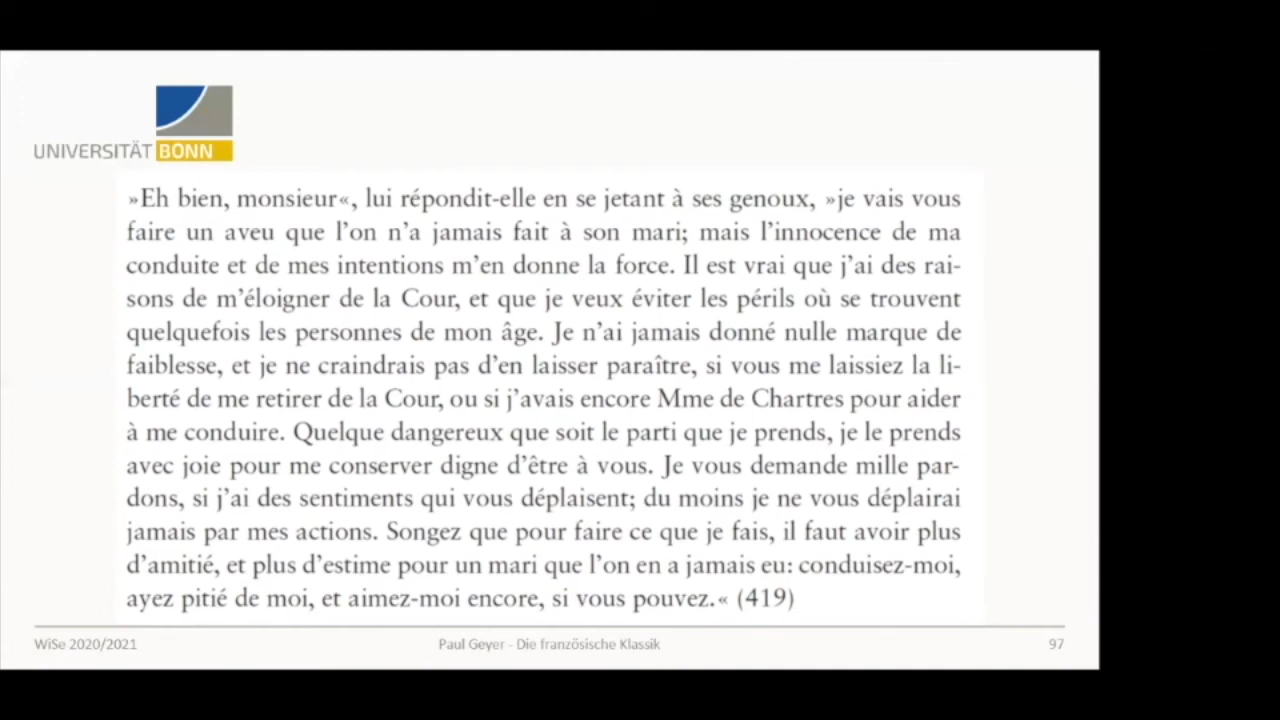 UNIVERSITÄT BONN
»Eh bien, monsieur«, lui répondit-elle en se jetant à ses genoux, »je vais vous
faire un aveu que l’on n’a jamais fait à son mari; mais l’innocence de ma
conduite et de mes intentions m’en donne la force. Il est vrai que j’ai des rai-
sons de m’éloigner de la Cour, et que je veux éviter les périls où se trouvent
quelquefois les personnes de mon âge. Je n’ai jamais donné nulle marque de
faiblesse, et je ne craindrais pas d’en laisser paraître, si vous me laissiez la li-
berté de me retirer de la Cour, ou si j’avais encore Mme de Chartres pour aider
à me conduire. Quelque dangereux que soit le parti que je prends, je le prends
avec joie pour me conserver digne d’être à vous. Je vous demande mille par-
dons, si j’ai des sentiments qui vous déplaisent; du moins je ne vous déplairai
jamais par mes actions. Songez que pour faire ce que je fais, il faut avoir plus
d’amitié, et plus d’estime pour un mari que l’on en a jamais eu: conduisez-moi,
ayez pitié de moi, et aimez-moi encore, si vous pouvez.« (419)
WiSe 2020/2021 Paul Geyer - Die französische Klassik 97